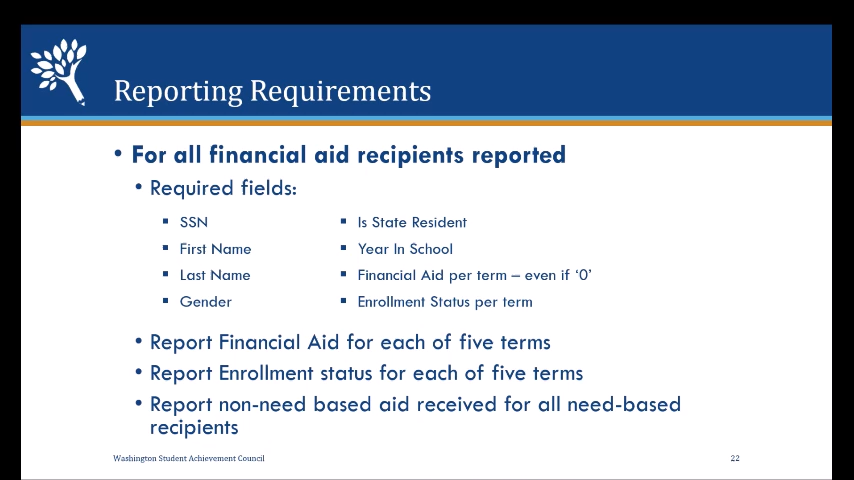 Reporting Requirements
• For all financial aid recipients reported
• Required fields:
▪ SSN
▪ First Name
▪ Last Name
▪ Gender
▪ Is State Resident
▪ Year In School
▪ Financial Aid per term – even if ‘0’
▪ Enrollment Status per term
• Report Financial Aid for each of five terms
• Report Enrollment status for each of five terms
• Report non-need based aid received for all need-based
recipients
Washington Student Achievement Council
22